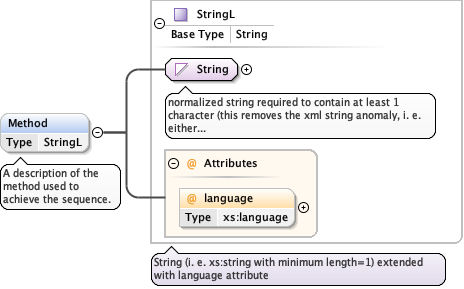 StringL
Base Type String
String
normalized string required to contain at least 1
character (this removes the xml string anomaly, i. e.
either...
Method
Type StringL
A description of the
method used to
achieve the sequence.
@ Attributes
@ language
Type xs:language
String (i. e. xs:string with minimum length=1) extended
with language attribute